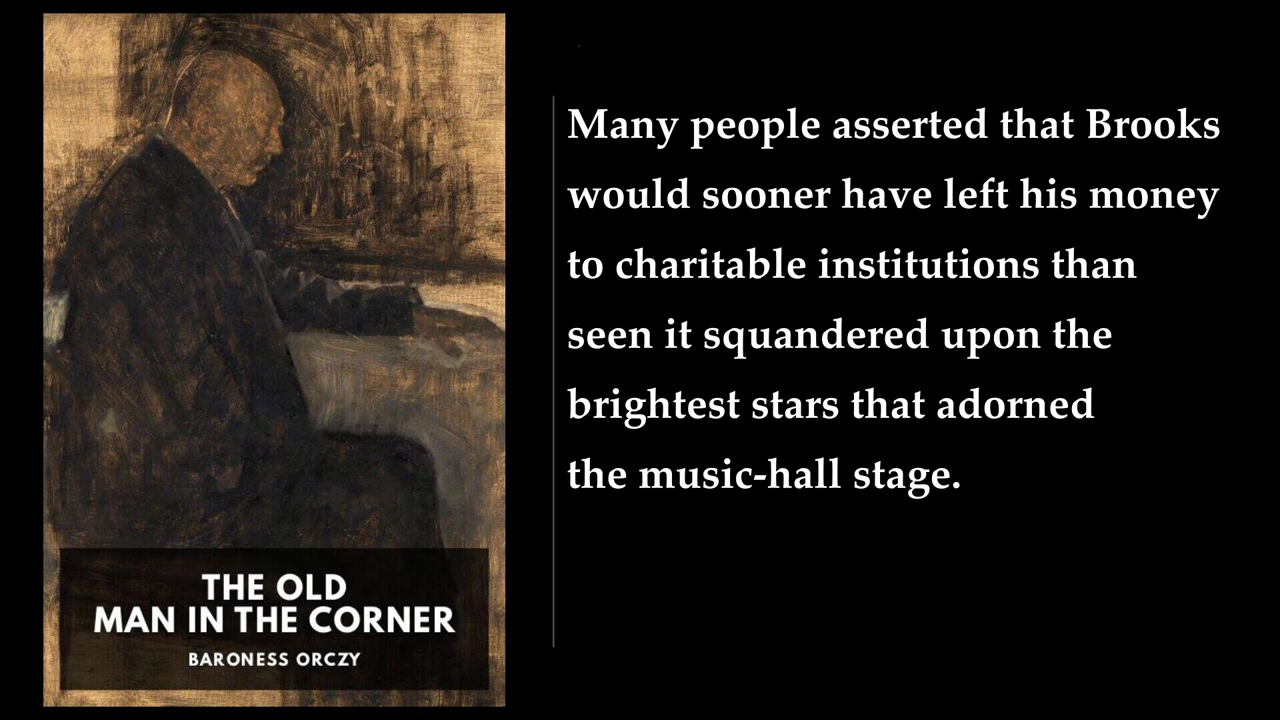 Many people asserted that Brooks
would sooner have left his money
to charitable institutions than
seen it squandered upon the
brightest stars that adorned
the music-hall stage.
THE OLD
MAN IN THE CORNER
BARONESS ORCZY